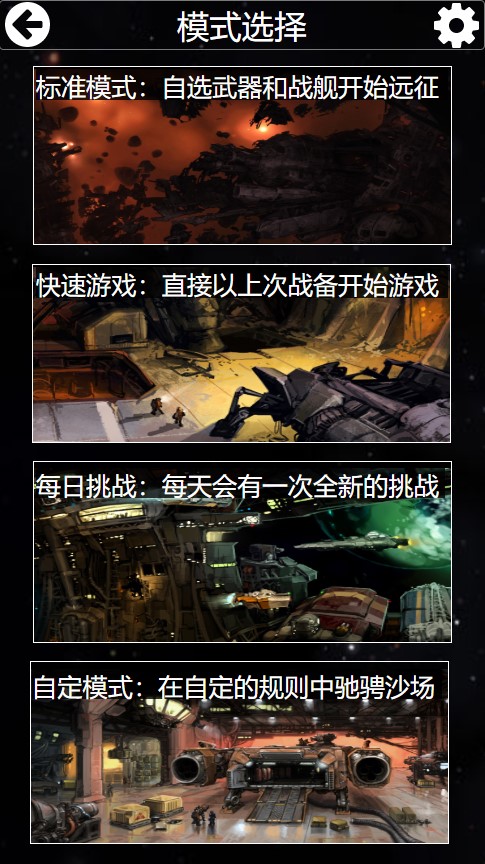 模式选择
标准模式：自选武器和战舰开始远征
快速游戏：直接以上次战备开始游戏
每日挑战：每天会有一次全新的挑战
自定模式：在自定的规则中驰骋沙场